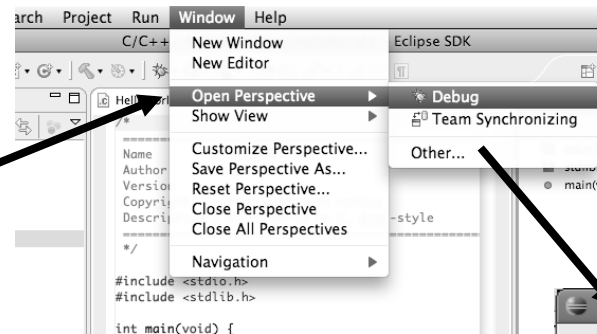 arch Project Run Window Help
C/C++ Eclipse SDK
New Window
New Editor
Open Perspective
Show View
Customize Perspective...
Save Perspective As...
Reset Perspective...
Close Perspective
Close All Perspectives
Navigation
Debug
Team Synchronizing
Other...
/*
Name
Author
Versio
Copyri
Descri -style
*/
#include <stdio.h>
#include <stdlib.h>
int main(void) {
main(